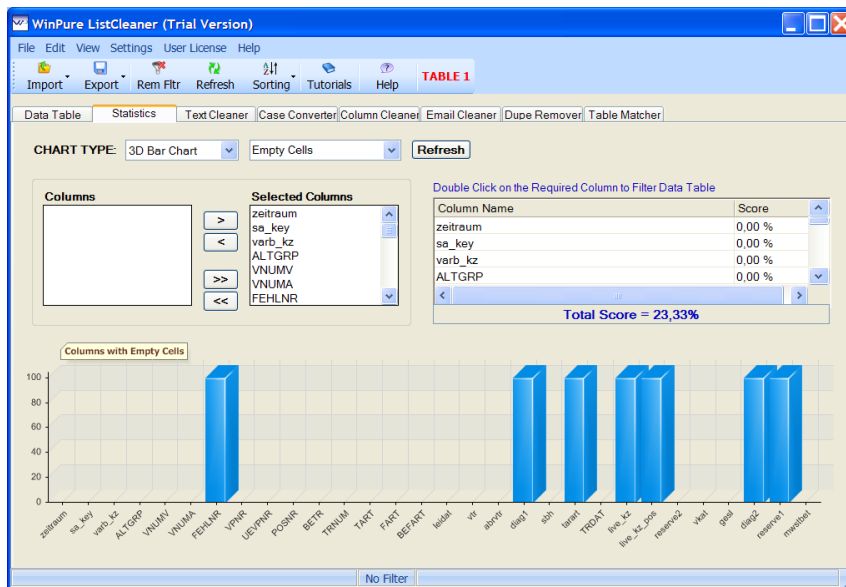 WinPure ListCleaner (Trial Version)
File Edit View Settings User License Help
Import Export Rem Fltr Refresh Sorting Tutorials Help TABLE 1
Data Table Statistics Text Cleaner Case Converter Column Cleaner Email Cleaner Dupe Remover Table Matcher
CHART TYPE: 3D Bar Chart Empty Cells Refresh
Double Click on the Required Column to Filter Data Table
Columns Selected Columns
Column Name Score
zeitraum
sa_key
varb_kz
ALTGRP
VNUMV
VNUMA
FEHLNR
>
<
>>
<<
zeitraum 0,00 %
sa_key 0,00 %
varb_kz 0,00 %
ALTGRP 0,00 %
Total Score = 23,33%
Columns with Empty Cells
100
80
60
40
20
0
zeitraum sa_key varb_kz ALTGRP VNUMV VNUMA FEHLNR VPNR UEVPNR POSNR BETR TRNUM TART FART BEFART leidat vtr abrvtr diag1 sbh tarart TRDAT live_kz live_kz_pos reserve2 vkat gesl diag2 reserve1 mwstbet
No Filter